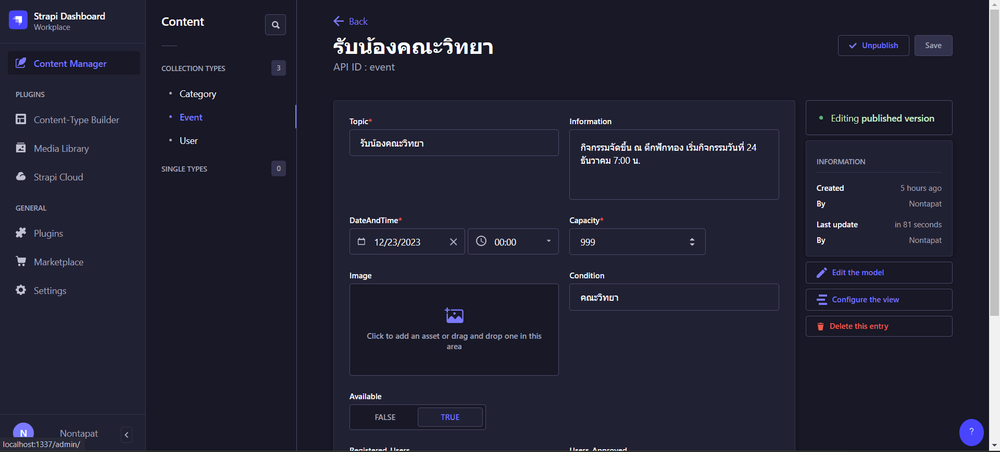 Strapi Dashboard
Workplace
Content Manager
PLUGINS
Content-Type Builder
Media Library
Strapi Cloud
GENERAL
Plugins
Marketplace
Settings
N
Nontapat
localhost:1337/admin/
Content
COLLECTION TYPES
3
Category
Event
User
SINGLE TYPES
0
Back
รับน้องคณะวิทยา
API ID : event
Unpublish
Save
Topic*
รับน้องคณะวิทยา
Information
กิจกรรมจัดขึ้น ณ ตึกฟักทอง เริ่มกิจกรรมวันที่ 24
ธันวาคม 7:00 น.
DateAndTime*
12/23/2023
00:00
Capacity*
999
Image
Click to add an asset or drag and drop one in this
area
Condition
คณะวิทยา
Available
FALSE
TRUE
Registered_Users
Users_Approved
Editing published version
INFORMATION
Created
5 hours ago
By
Nontapat
Last update
in 81 seconds
By
Nontapat
Edit the model
Configure the view
Delete this entry
?